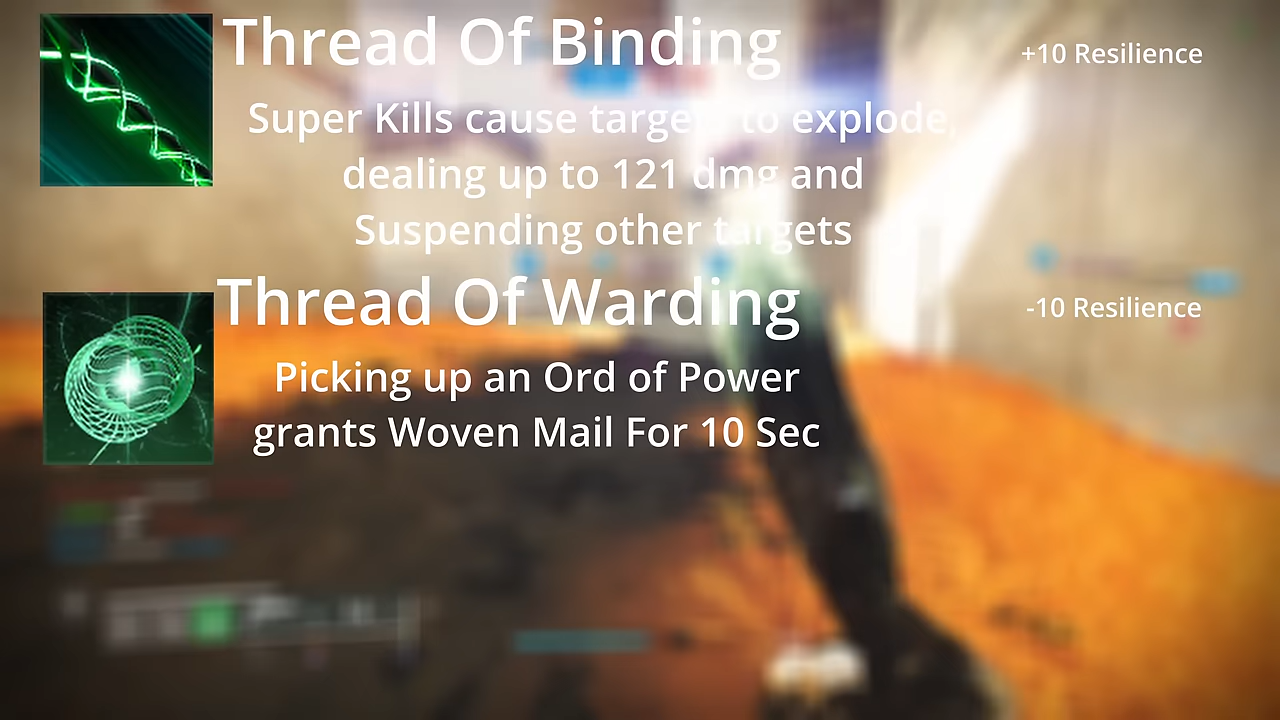 Thread Of Binding
+10 Resilience
Super Kills cause targets to explode,
dealing up to 121 dmg and
Suspending other targets
Thread Of Warding
-10 Resilience
Picking up an Ord of Power
grants Woven Mail For 10 Sec